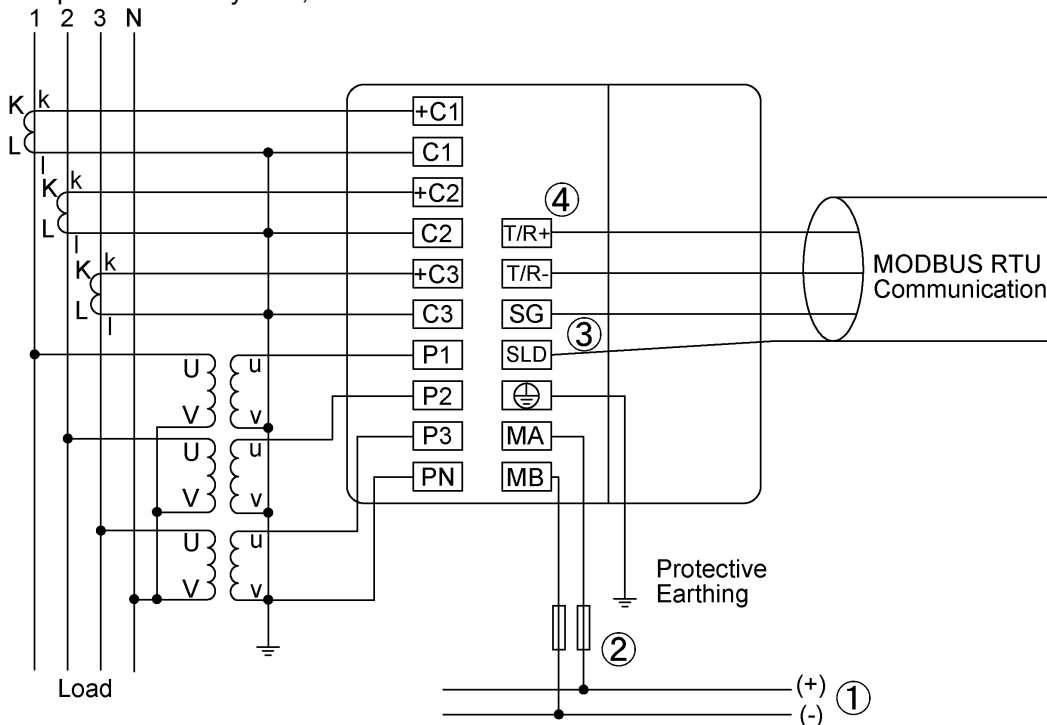 1 2 3 N
K k
L l
K k
L l
K k
L l
+C1
C1
+C2
C2
+C3
C3
P1
P2
P3
PN
④
T/R+
T/R-
SG
③
SLD
MA
MB
MODBUS RTU
Communication
U u
V v
U u
V v
U u
V v
Protective
Earthing
②
Load
(+) ①
(-)